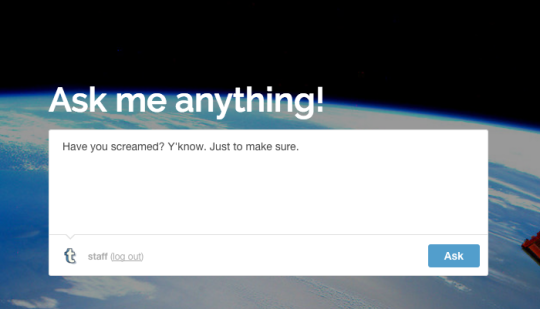 Ask me anything!
Have you screamed? Y'know. Just to make sure.
t staff (log out)
Ask